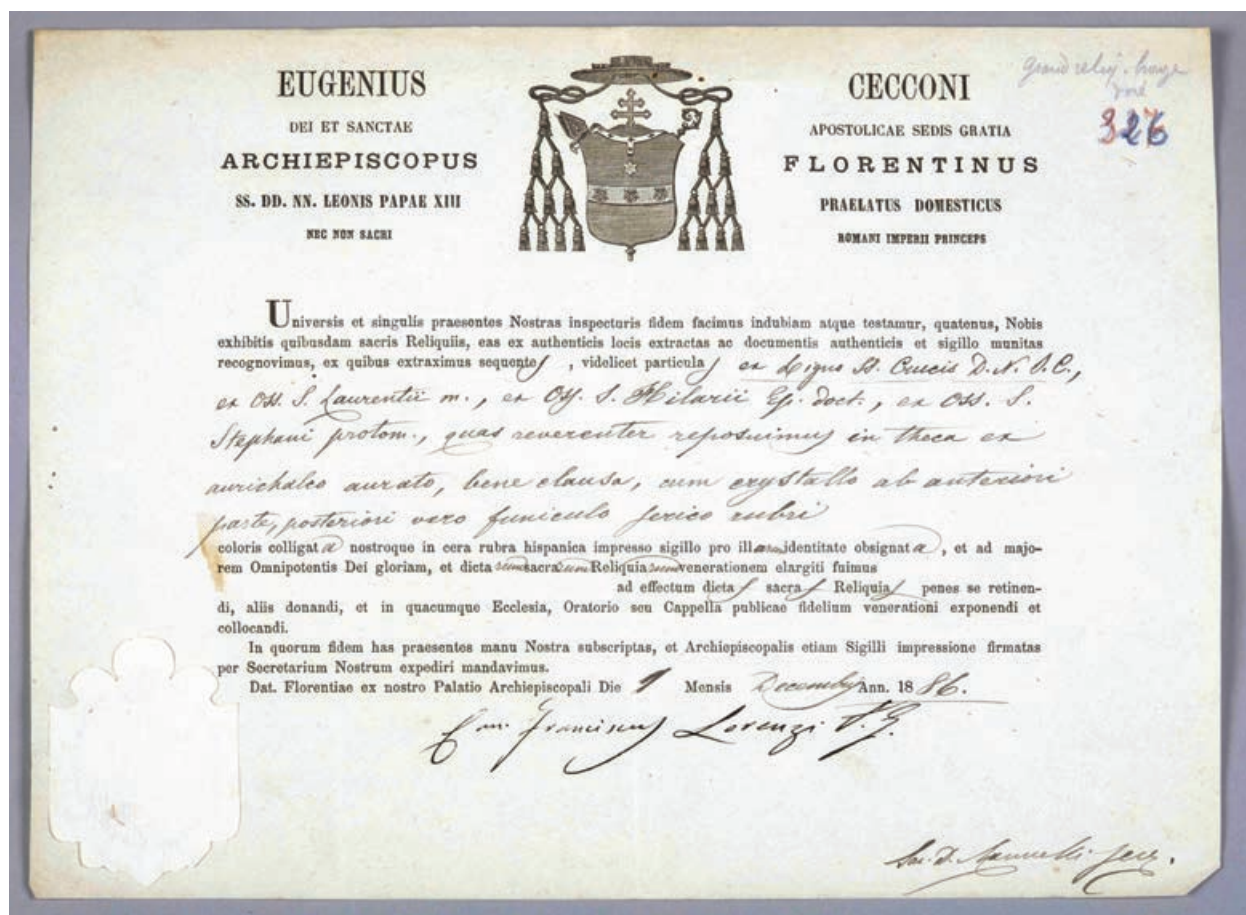 EUGENIUS CECCONI
DEI ET SANCTAE APOSTOLICAE SEDIS GRATIA
ARCHIEPISCOPUS FLORENTINUS
SS. DD. NN. LEONIS PAPAE XIII PRAELATUS DOMESTICUS
NEC NON SACRI ROMANI IMPERII PRINCEPS
Grand reliq.
326
Universis et singulis praesentes Nostras inspecturis fidem facimus indubiam atque testamur, quatenus, Nobis
exhibitis quibusdam sacris Reliquiis, eas ex authenticis locis extractas ac documentis authenticis et sigillo munitas
recognovimus, ex quibus extraximus sequentes, videlicet particulas ex Ligno SS. Crucis D. N. J. C.,
ex Oss. S. Laurentii m., ex Oss. S. Hilarii Ep. doct., ex Oss. S.
Stephani protom., quas reverenter reposuimus in theca ex
aurichalco aurato, bene clausa, cum crystallo ab anteriori
parte, posteriori vero funiculo serico rubri
coloris colligata nostroque in cera rubra hispanica impresso sigillo pro illarum identitate obsignata, et ad majo-
rem Omnipotentis Dei gloriam, et dictarum sacrarum Reliquiarum venerationem elargiti fuimus
ad effectum dictas sacras Reliquias penes se retinen-
di, aliis donandi, et in quacumque Ecclesia, Oratorio seu Cappella publicae fidelium venerationi exponendi et
collocandi.
In quorum fidem has praesentes manu Nostra subscriptas, et Archiepiscopalis etiam Sigilli impressione firmatas
per Secretarium Nostrum expediri mandavimus.
Dat. Florentiae ex nostro Palatio Archiepiscopali Die 1 Mensis Decembris Ann. 1886.
Can. Franciscus Lorenzi V. G.